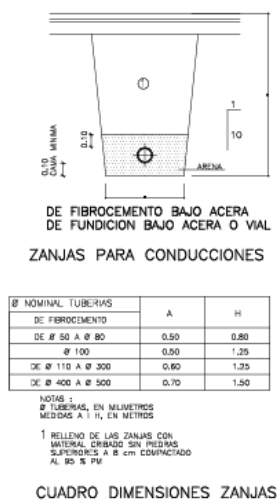 1
10
0.10
0.10
CAMA MINIMA
ARENA
DE FIBROCEMENTO BAJO ACERA
DE FUNDICION BAJO ACERA O VIAL
ZANJAS PARA CONDUCCIONES
Ø NOMINAL TUBERIAS
DE FIBROCEMENTO A H
DE Ø 50 A Ø 80 0.50 0.80
Ø 100 0.50 1.25
DE Ø 110 A Ø 300 0.60 1.25
DE Ø 400 A Ø 500 0.70 1.50
NOTAS :
Ø TUBERIAS, EN MILIMETROS
MEDIDAS A I H, EN METROS
1 RELLENO DE LAS ZANJAS CON
MATERIAL CRIBADO SIN PIEDRAS
SUPERIORES A 8 cm COMPACTADO
AL 95 % PM
CUADRO DIMENSIONES ZANJAS